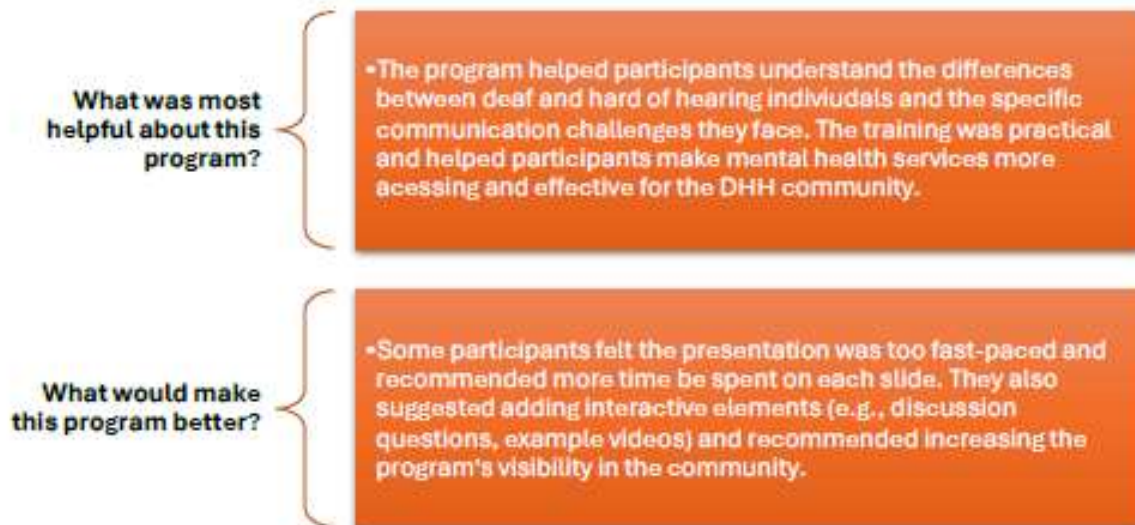 What was most
helpful about this
program?
•The program helped participants understand the differences
between deaf and hard of hearing indiviudals and the specific
communication challenges they face. The training was practical
and helped participants make mental health services more
acessing and effective for the DHH community.
What would make
this program better?
•Some participants felt the presentation was too fast-paced and
recommended more time be spent on each slide. They also
suggested adding interactive elements (e.g., discussion
questions, example videos) and recommended increasing the
program's visibility in the community.